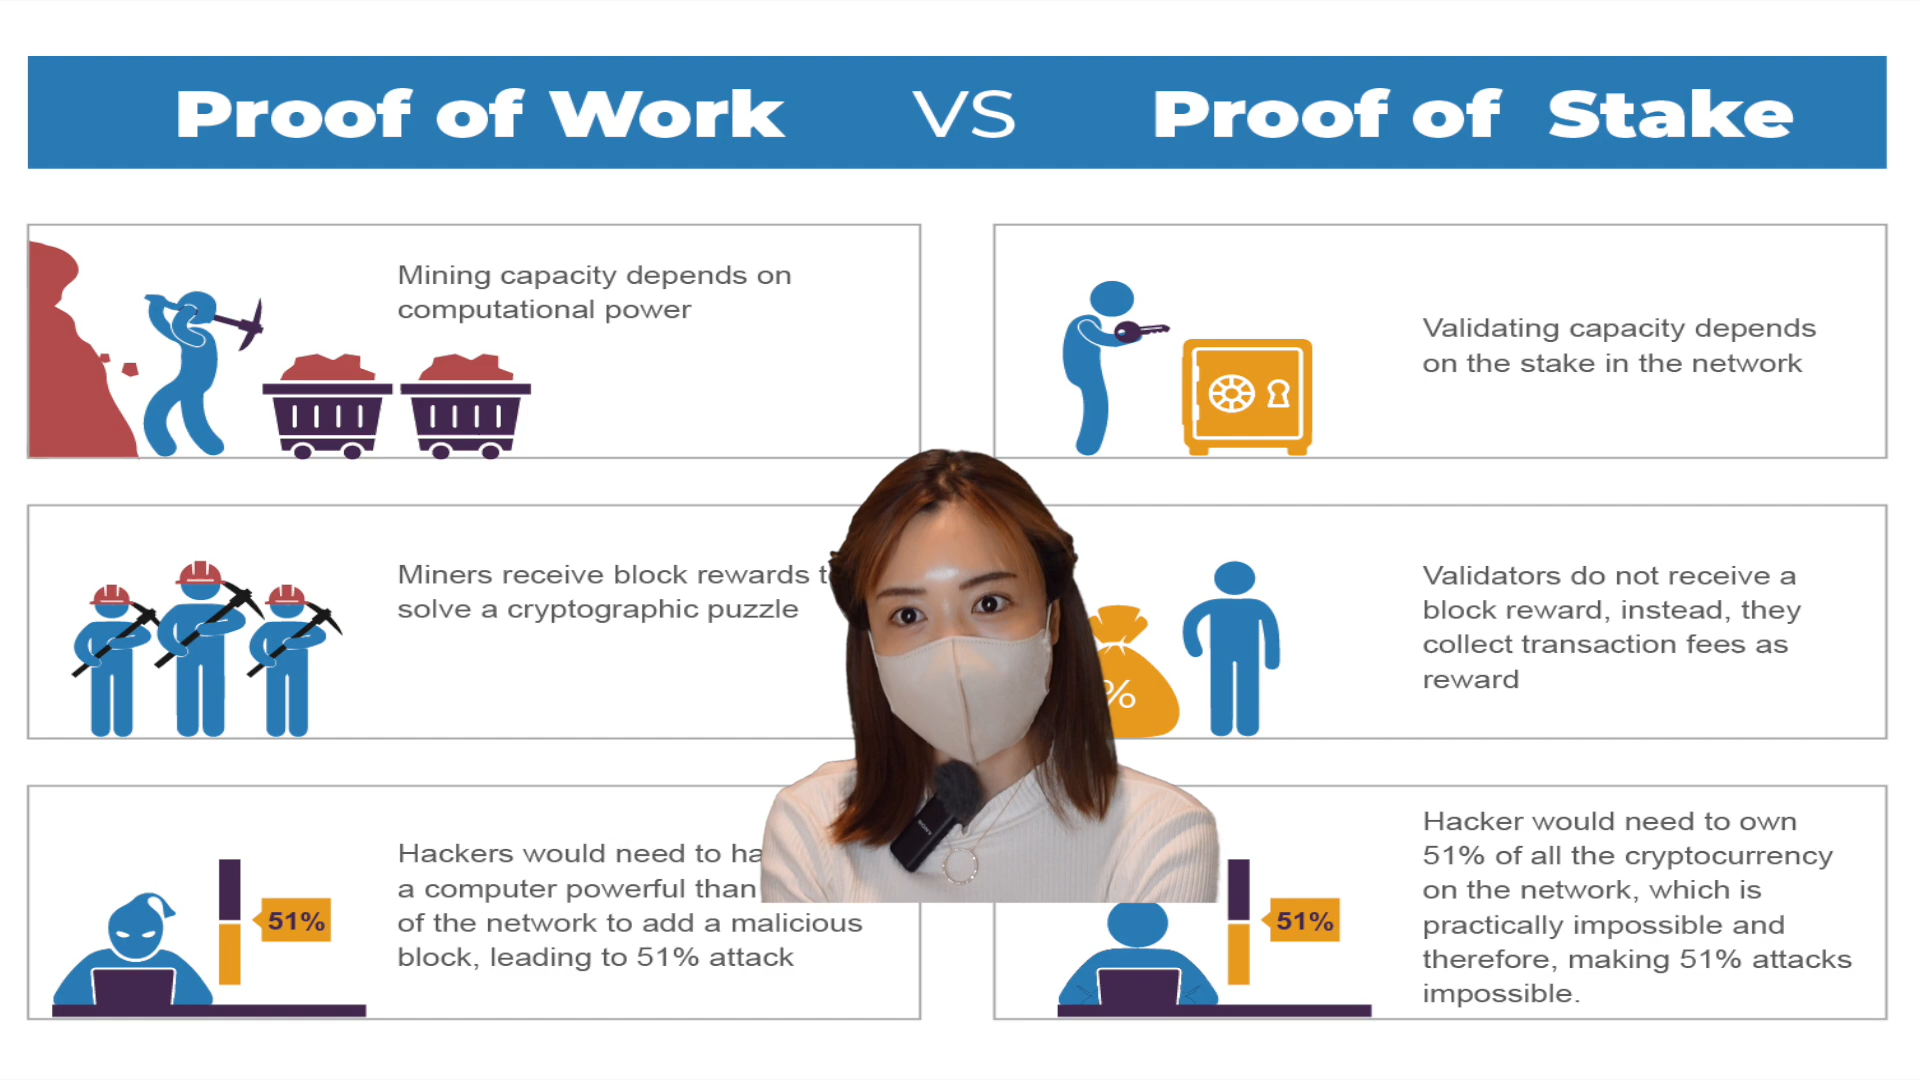 Proof of Work VS Proof of Stake
Mining capacity depends on
computational power
Validating capacity depends
on the stake in the network
Miners receive block rewards
solve a cryptographic puzzle
%
Validators do not receive a
block reward, instead, they
collect transaction fees as
reward
Hackers would need to
a computer powerful than
of the network to add a malicious
block, leading to 51% attack
51%
SONY
51%
Hacker would need to own
51% of all the cryptocurrency
on the network, which is
practically impossible and
therefore, making 51% attacks
impossible.